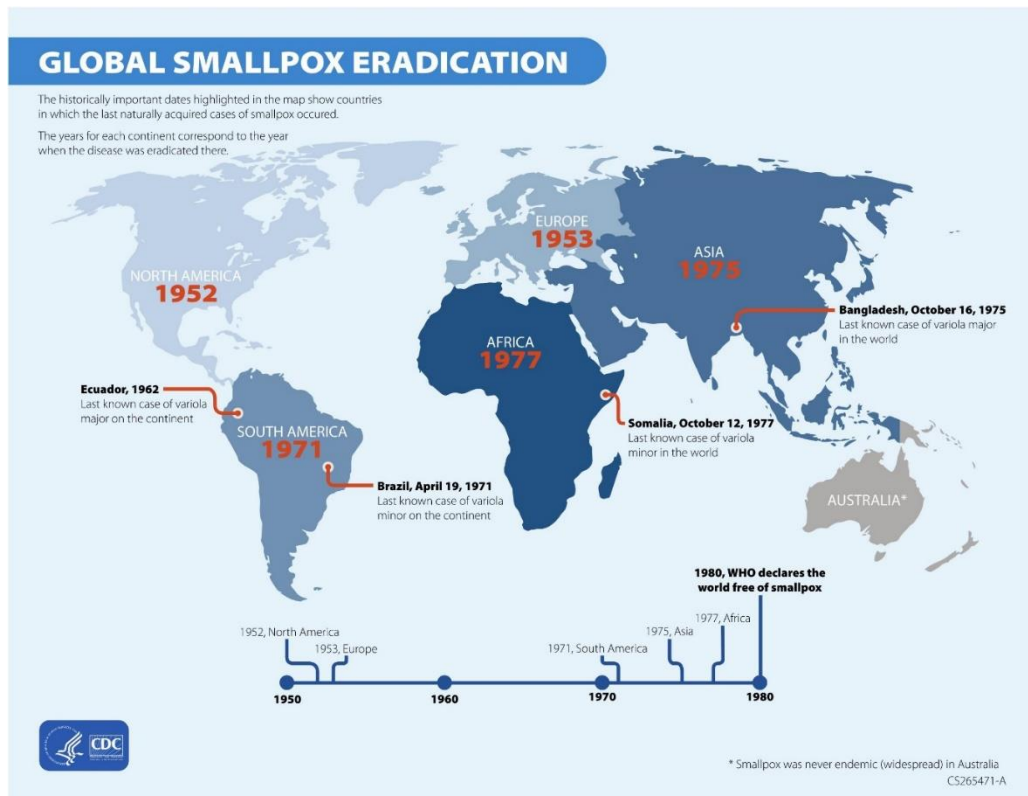 GLOBAL SMALLPOX ERADICATION
The historically important dates highlighted in the map show countries
in which the last naturally acquired cases of smallpox occured.
The years for each continent correspond to the year
when the disease was eradicated there.
EUROPE
1953
ASIA
1975
NORTH AMERICA
1952
Bangladesh, October 16, 1975
Last known case of variola major
in the world
AFRICA
1977
Ecuador, 1962
Last known case of variola
major on the continent
SOUTH AMERICA
1971
Somalia, October 12, 1977
Last known case of variola
minor in the world
Brazil, April 19, 1971
Last known case of variola
minor on the continent
AUSTRALIA*
1980, WHO declares the
world free of smallpox
1952, North America
1953, Europe
1971, South America
1975, Asia
1977, Africa
1950
1960
1970
1980
CDC
* Smallpox was never endemic (widespread) in Australia
CS265471-A